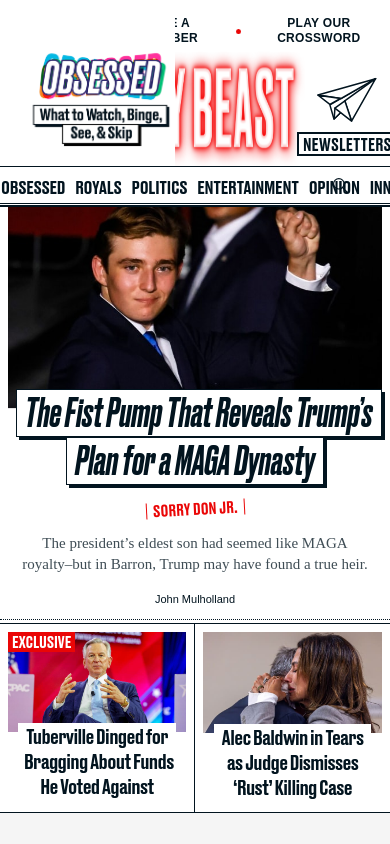 E A
BER
PLAY OUR
CROSSWORD
OBSESSED
What to Watch, Binge,
See, & Skip
Y BEAST
NEWSLETTERS
OBSESSED ROYALS POLITICS ENTERTAINMENT OPINION INN
The Fist Pump That Reveals Trump's
Plan for a MAGA Dynasty
SORRY DON JR.
The president’s eldest son had seemed like MAGA
royalty–but in Barron, Trump may have found a true heir.
John Mulholland
EXCLUSIVE
CPAC
Tuberville Dinged for
Bragging About Funds
He Voted Against
Alec Baldwin in Tears
as Judge Dismisses
‘Rust’ Killing Case